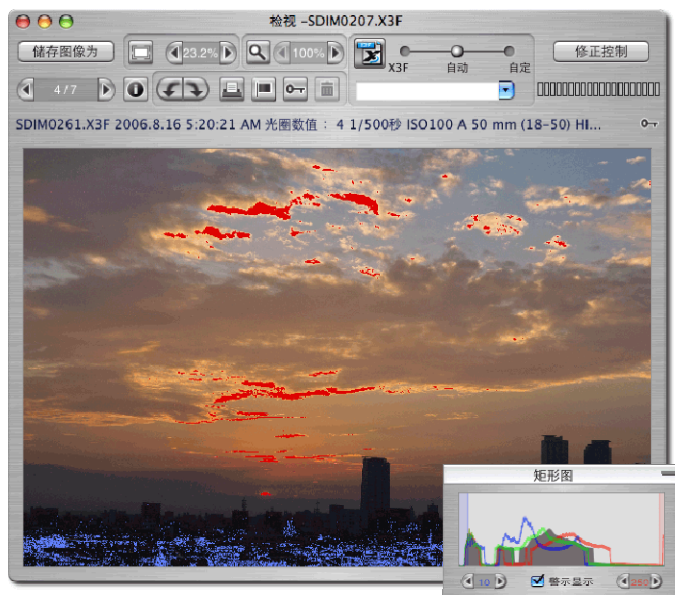 检视 –SDIM0207.X3F
储存图像为
23.2%
100%
X3F
自动
自定
修正控制
4 / 7
SDIM0261.X3F 2006.8.16 5:20:21 AM 光圈数值： 4 1/500秒 ISO100 A 50 mm (18-50) HI...
矩形图
10
警示显示
250